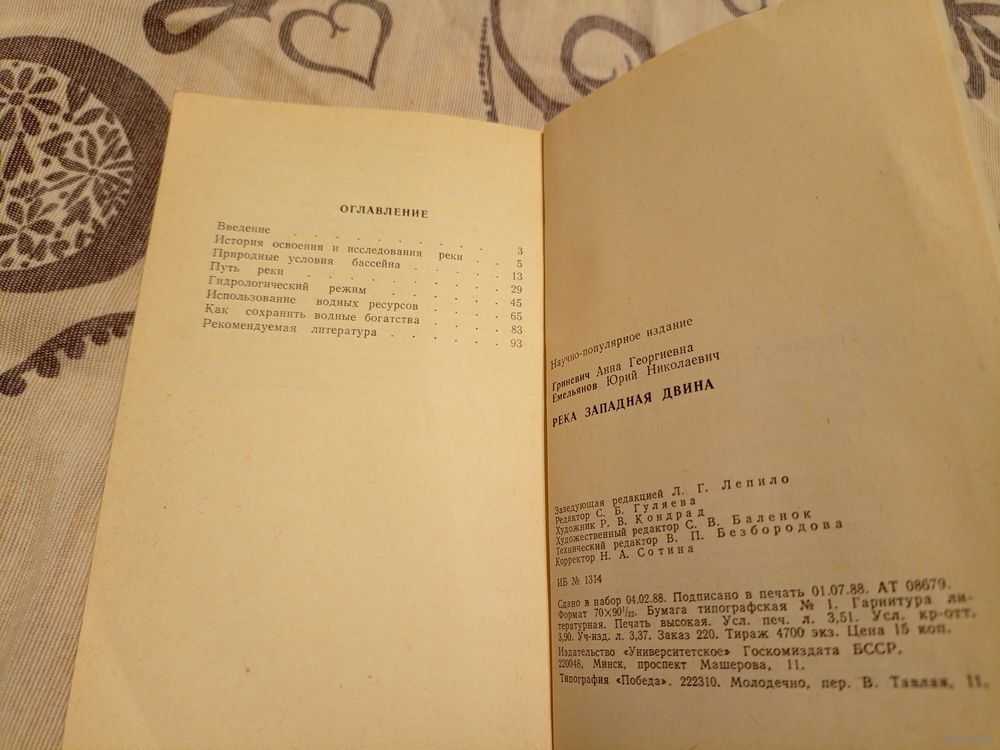 ОГЛАВЛЕНИЕ
Введение . . . . . . . . . 3
История освоения и исследования реки . . 5
Природные условия бассейна . . . . 13
Путь реки . . . . . . . . 29
Гидрологический режим . . . . . 45
Использование водных ресурсов . . . . 65
Как сохранить водные богатства . . . . 83
Рекомендуемая литература . . . . . 93
Научно-популярное издание
Гриневич Анна Георгиевна
Емельянов Юрий Николаевич
РЕКА ЗАПАДНАЯ ДВИНА
Заведующая редакцией Л. Г. Лепило
Редактор С. Б. Гуляева
Художник Р. В. Кондрад
Художественный редактор С. В. Баленок
Технический редактор В. П. Безбородова
Корректор Н. А. Сотина
ИБ № 1314
Сдано в набор 04.02.88. Подписано в печать 01.07.88. АТ 08679.
Формат 70×90¹/₃₂. Бумага типографская № 1. Гарнитура ли-
тературная. Печать высокая. Усл. печ. л. 3,51. Усл. кр-отт.
3,90. Уч-изд. л. 3,37. Заказ 220. Тираж 4700 экз. Цена 15 коп.
Издательство «Университетское» Госкомиздата БССР.
220048, Минск, проспект Машерова, 11.
Типография «Победа». 222310. Молодечно, пер. В. Тавлая, 11.